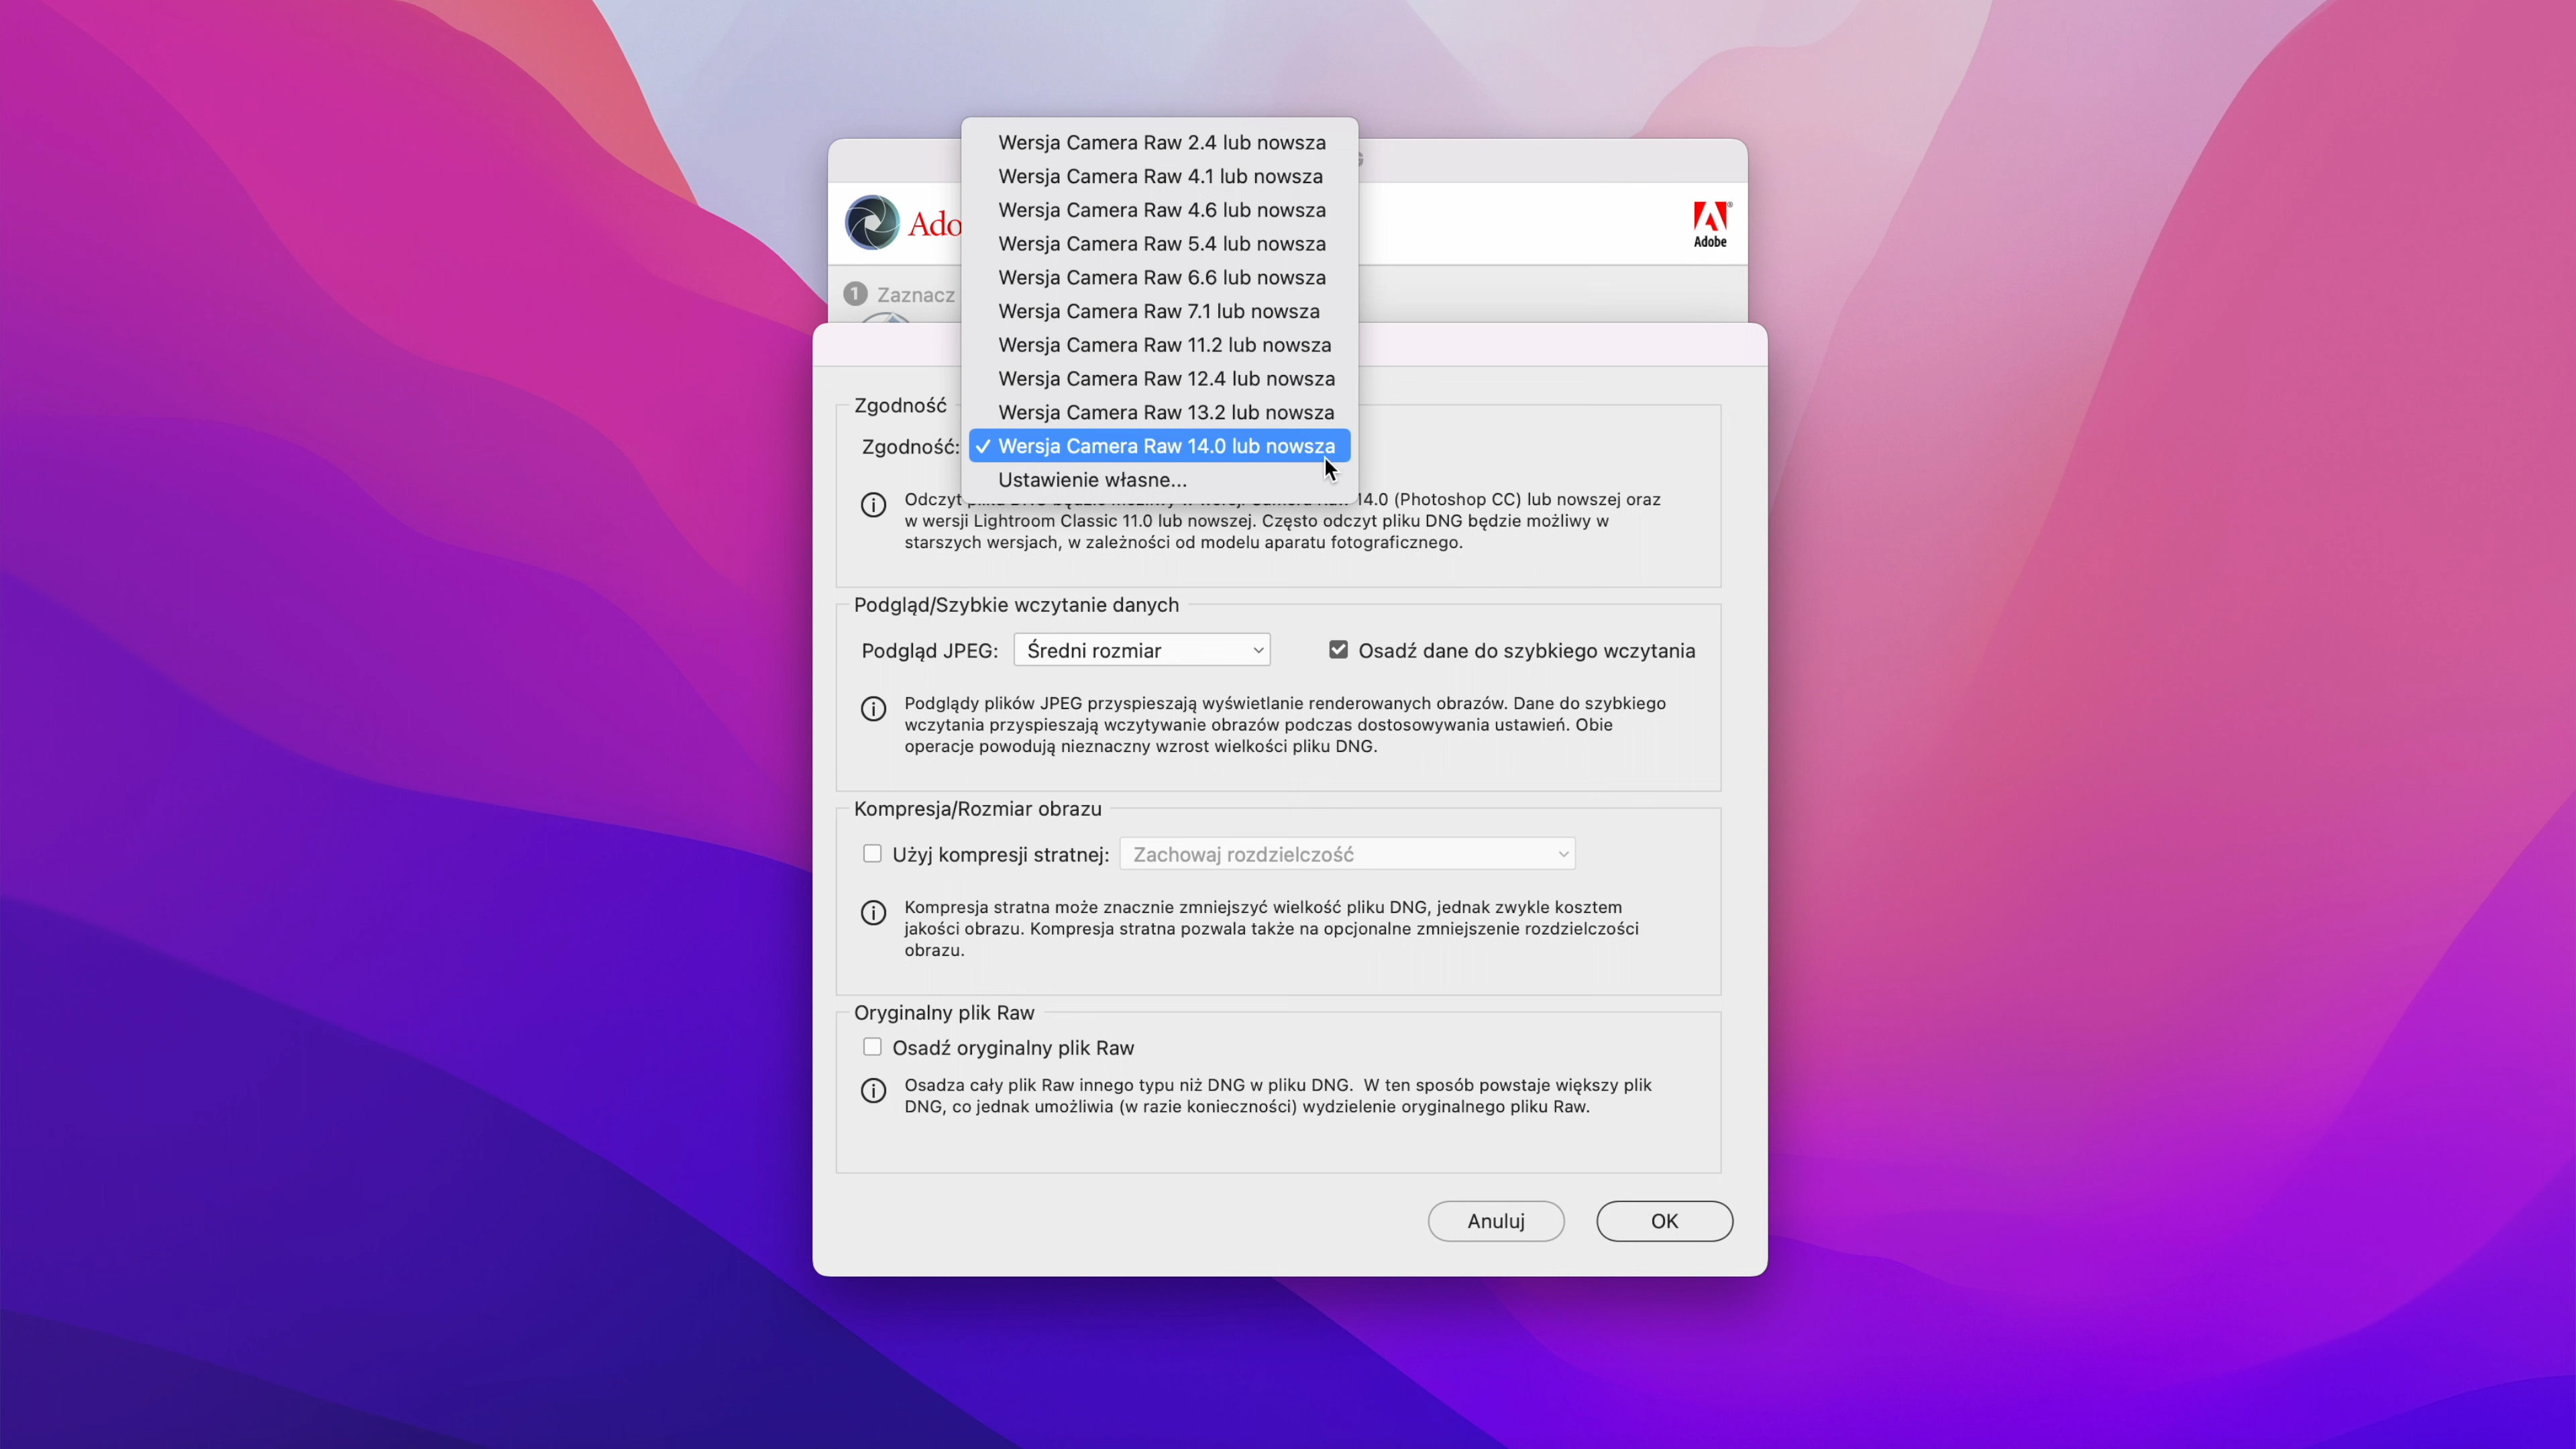 Wersja Camera Raw 2.4 lub nowsza
Wersja Camera Raw 4.1 lub nowsza
Wersja Camera Raw 4.6 lub nowsza
Wersja Camera Raw 5.4 lub nowsza
Wersja Camera Raw 6.6 lub nowsza
Wersja Camera Raw 7.1 lub nowsza
Wersja Camera Raw 11.2 lub nowsza
Wersja Camera Raw 12.4 lub nowsza
Wersja Camera Raw 13.2 lub nowsza
✓ Wersja Camera Raw 14.0 lub nowsza
Ustawienie własne...
Ado
Adobe
1 Zaznacz
Zgodność
Zgodność:
Odczyt 14.0 (Photoshop CC) lub nowszej oraz
w wersji Lightroom Classic 11.0 lub nowszej. Często odczyt pliku DNG będzie możliwy w
starszych wersjach, w zależności od modelu aparatu fotograficznego.
Podgląd/Szybkie wczytanie danych
Podgląd JPEG: Średni rozmiar Osadź dane do szybkiego wczytania
Podglądy plików JPEG przyspieszają wyświetlanie renderowanych obrazów. Dane do szybkiego
wczytania przyspieszają wczytywanie obrazów podczas dostosowywania ustawień. Obie
operacje powodują nieznaczny wzrost wielkości pliku DNG.
Kompresja/Rozmiar obrazu
Użyj kompresji stratnej: Zachowaj rozdzielczość
Kompresja stratna może znacznie zmniejszyć wielkość pliku DNG, jednak zwykle kosztem
jakości obrazu. Kompresja stratna pozwala także na opcjonalne zmniejszenie rozdzielczości
obrazu.
Oryginalny plik Raw
Osadź oryginalny plik Raw
Osadza cały plik Raw innego typu niż DNG w pliku DNG. W ten sposób powstaje większy plik
DNG, co jednak umożliwia (w razie konieczności) wydzielenie oryginalnego pliku Raw.
Anuluj OK